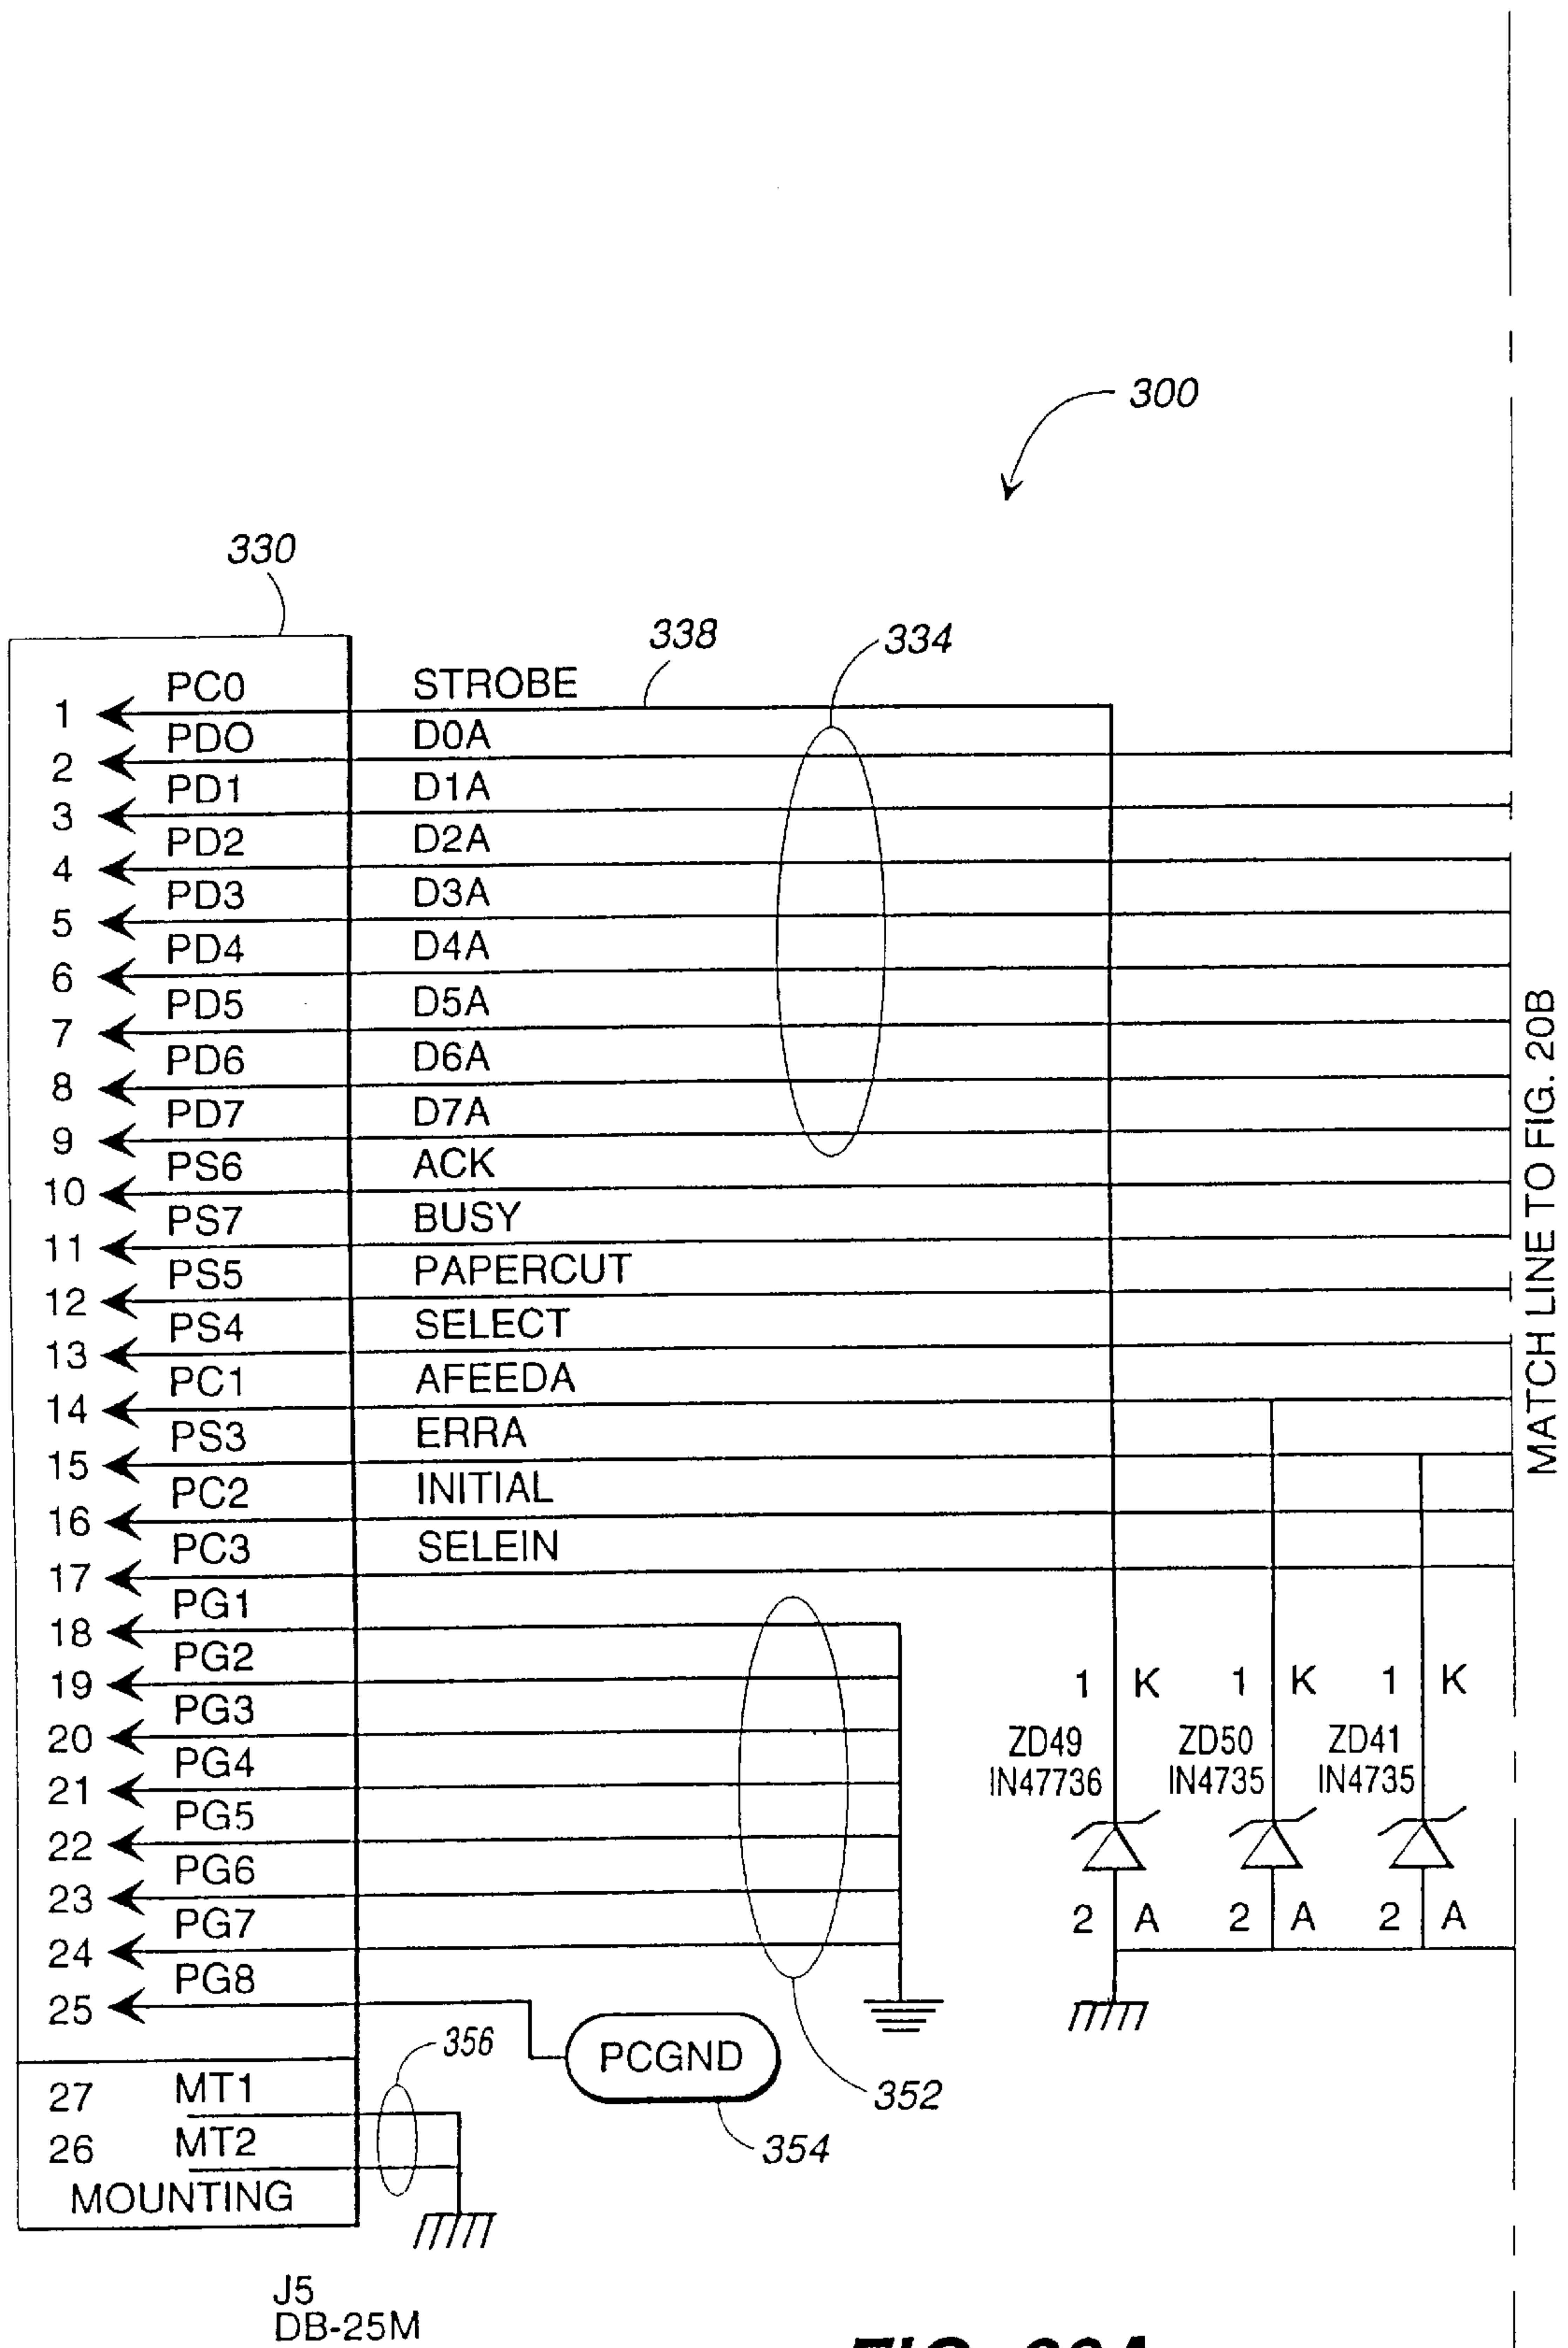 300
330
338
334
1 PC0 STROBE
2 PDO D0A
3 PD1 D1A
4 PD2 D2A
5 PD3 D3A
6 PD4 D4A
7 PD5 D5A
8 PD6 D6A
9 PD7 D7A
10 PS6 ACK
11 PS7 BUSY
12 PS5 PAPERCUT
13 PS4 SELECT
14 PC1 AFEEDA
15 PS3 ERRA
16 PC2 INITIAL
17 PC3 SELEIN
18 PG1
19 PG2
20 PG3
21 PG4
22 PG5
23 PG6
24 PG7
25 PG8
1 K 1 K 1 K
ZD49 ZD50 ZD41
IN47736 IN4735 IN4735
2 A 2 A 2 A
356
PCGND
352
354
27 MT1
26 MT2
MOUNTING
J5
DB-25M
MATCH LINE TO FIG. 20B